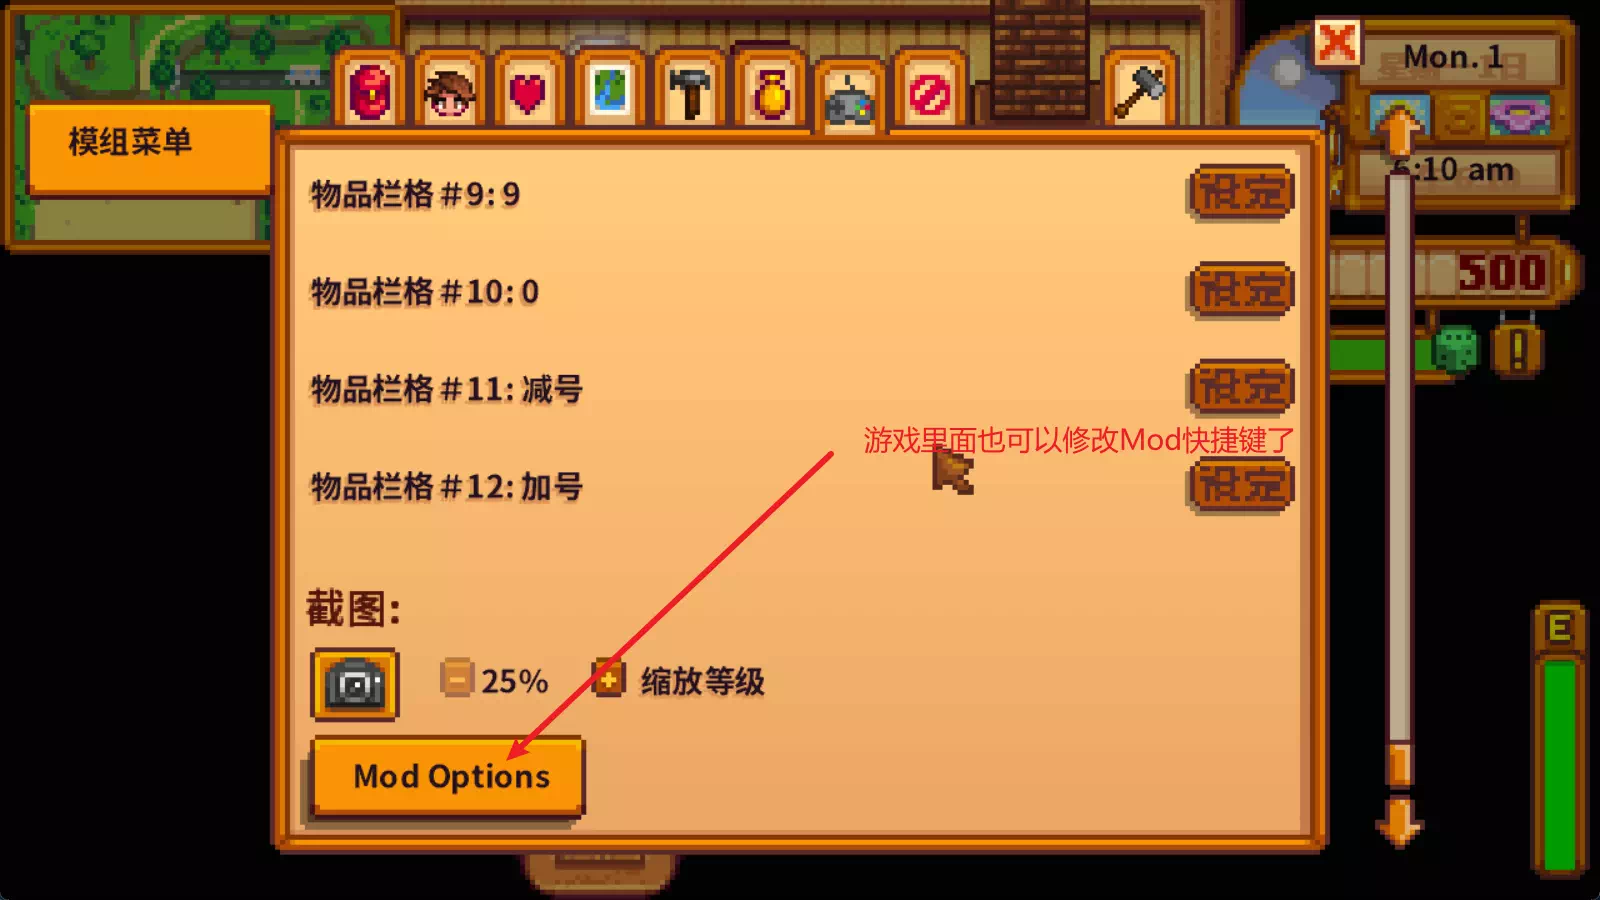 Mon. 1
模组菜单
6:10 am
物品栏格#9: 9
设定
500
物品栏格#10: 0
设定
物品栏格#11: 减号
设定
游戏里面也可以修改Mod快捷键了
物品栏格#12: 加号
设定
截图:
25%
缩放等级
Mod Options
E